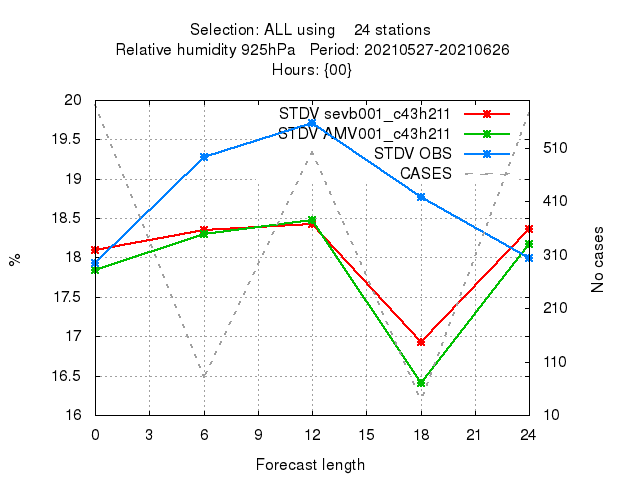 Selection: ALL using    24 stations
Relative humidity 925hPa   Period: 20210527-20210626
Hours: {00}
STDV sevb001_c43h211
STDV AMV001_c43h211
STDV OBS
CASES
20
19.5
19
18.5
18
17.5
17
16.5
16
%
510
410
310
210
110
10
No cases
0 3 6 9 12 15 18 21 24
Forecast length